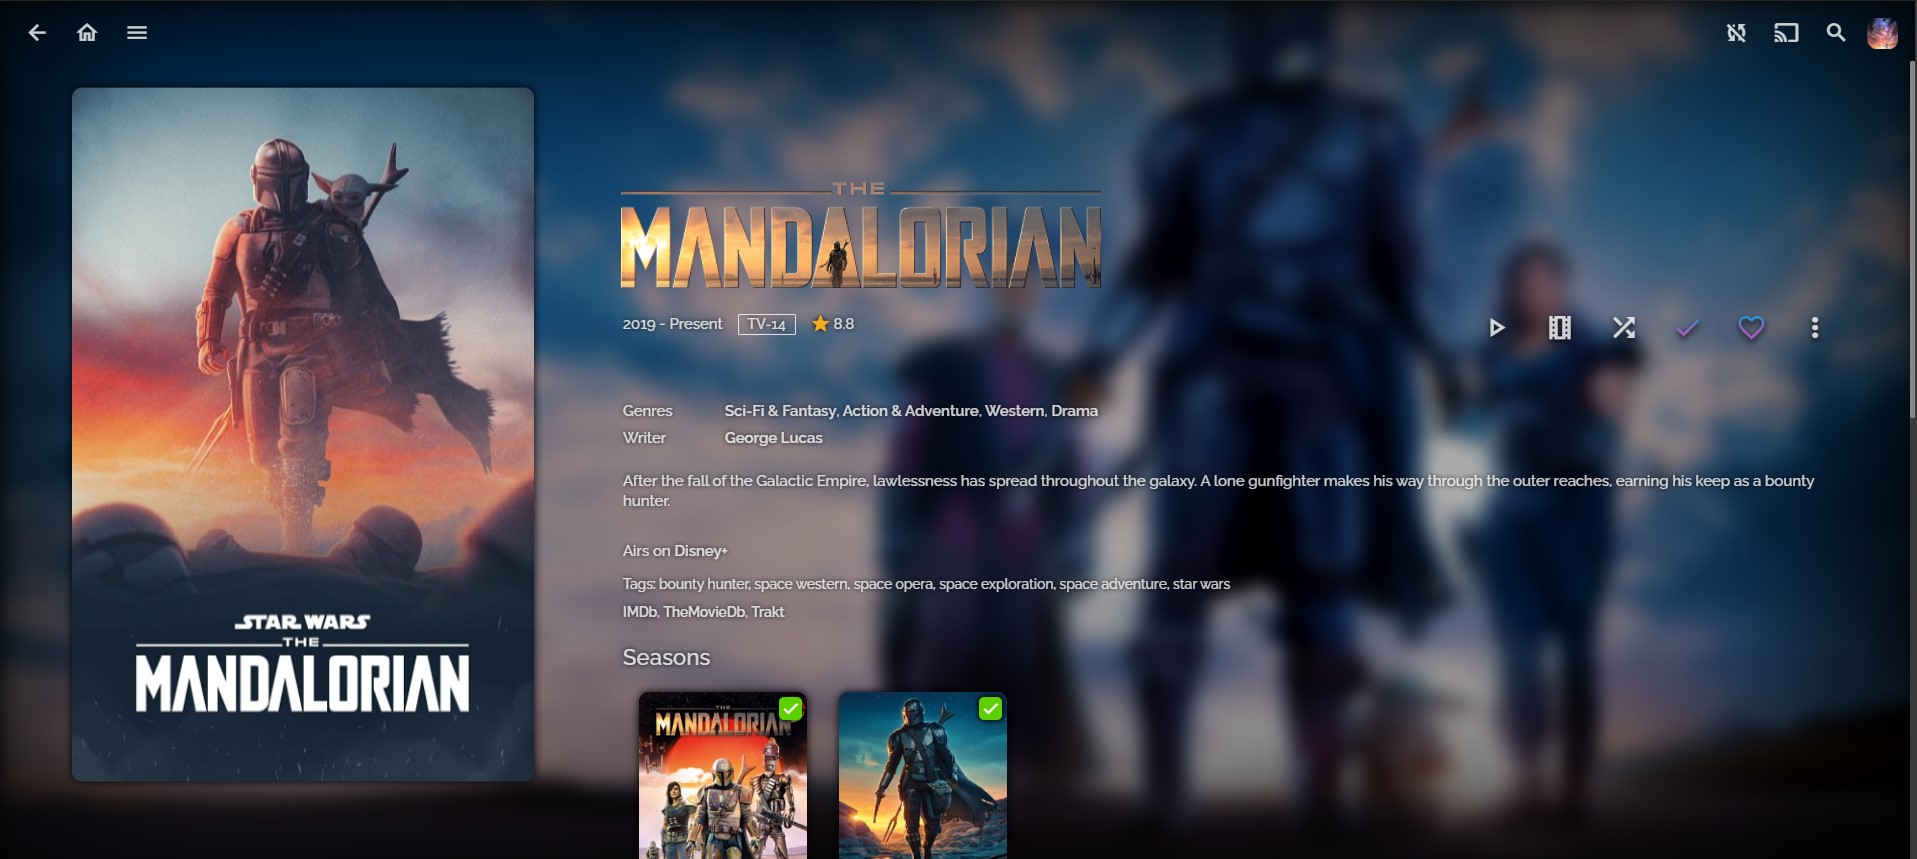 STAR WARS
THE
MANDALORIAN
THE
MANDALORIAN
2019 - Present TV-14 8.8
Genres Sci-Fi & Fantasy, Action & Adventure, Western, Drama
Writer George Lucas
After the fall of the Galactic Empire, lawlessness has spread throughout the galaxy. A lone gunfighter makes his way through the outer reaches, earning his keep as a bounty
hunter.
Airs on Disney+
Tags: bounty hunter, space western, space opera, space exploration, space adventure, star wars
IMDb, TheMovieDb, Trakt
Seasons
THE
MANDALORIAN